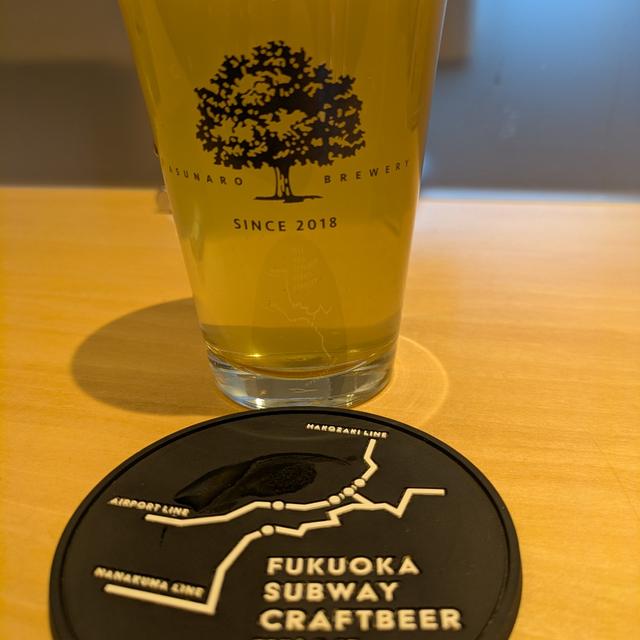 ASUNARO BREWERY
SINCE 2018
HAKOZAKI LINE
AIRPORT LINE
NANAKUMA LINE
FUKUOKA
SUBWAY
CRAFTBEER